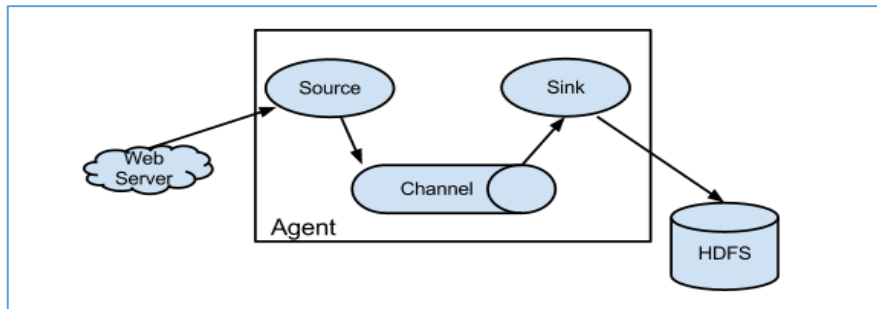 Source
Sink
Web
Server
Channel
Agent
HDFS